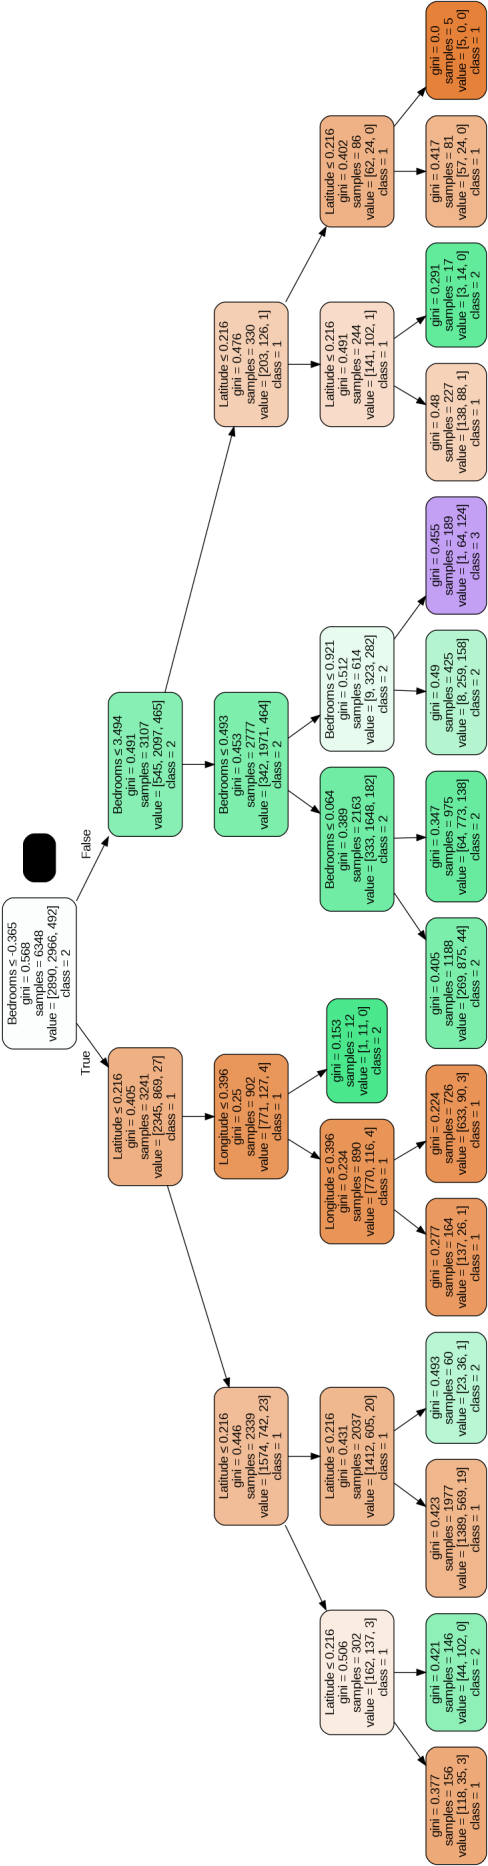 Bedrooms ≤ -0.365
gini = 0.568
samples = 6348
value = [2890, 2966, 492]
class = 2
True
False
Latitude ≤ 0.216
gini = 0.405
samples = 3241
value = [2345, 869, 27]
class = 1
Bedrooms ≤ 3.494
gini = 0.491
samples = 3107
value = [545, 2097, 465]
class = 2
Latitude ≤ 0.216
gini = 0.446
samples = 2339
value = [1574, 742, 23]
class = 1
Longitude ≤ 0.396
gini = 0.25
samples = 902
value = [771, 127, 4]
class = 1
Bedrooms ≤ 0.493
gini = 0.453
samples = 2777
value = [342, 1971, 464]
class = 2
Latitude ≤ 0.216
gini = 0.476
samples = 330
value = [203, 126, 1]
class = 1
Latitude ≤ 0.216
gini = 0.506
samples = 302
value = [162, 137, 3]
class = 1
Latitude ≤ 0.216
gini = 0.431
samples = 2037
value = [1412, 605, 20]
class = 1
Longitude ≤ 0.396
gini = 0.234
samples = 890
value = [770, 116, 4]
class = 1
gini = 0.153
samples = 12
value = [1, 11, 0]
class = 2
Bedrooms ≤ 0.064
gini = 0.389
samples = 2163
value = [333, 1648, 182]
class = 2
Bedrooms ≤ 0.921
gini = 0.512
samples = 614
value = [9, 323, 282]
class = 2
Latitude ≤ 0.216
gini = 0.491
samples = 244
value = [141, 102, 1]
class = 1
Latitude ≤ 0.216
gini = 0.402
samples = 86
value = [62, 24, 0]
class = 1
gini = 0.377
samples = 156
value = [118, 35, 3]
class = 1
gini = 0.421
samples = 146
value = [44, 102, 0]
class = 2
gini = 0.423
samples = 1977
value = [1389, 569, 19]
class = 1
gini = 0.493
samples = 60
value = [23, 36, 1]
class = 2
gini = 0.277
samples = 164
value = [137, 26, 1]
class = 1
gini = 0.224
samples = 726
value = [633, 90, 3]
class = 1
gini = 0.405
samples = 1188
value = [269, 875, 44]
class = 2
gini = 0.347
samples = 975
value = [64, 773, 138]
class = 2
gini = 0.49
samples = 425
value = [8, 259, 158]
class = 2
gini = 0.455
samples = 189
value = [1, 64, 124]
class = 3
gini = 0.48
samples = 227
value = [138, 88, 1]
class = 1
gini = 0.291
samples = 17
value = [3, 14, 0]
class = 2
gini = 0.417
samples = 81
value = [57, 24, 0]
class = 1
gini = 0.0
samples = 5
value = [5, 0, 0]
class = 1